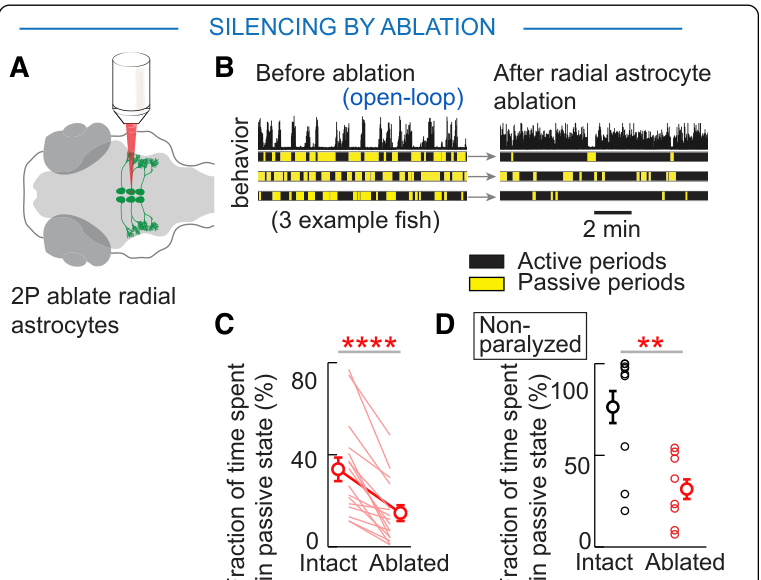 SILENCING BY ABLATION
A
2P ablate radial
astrocytes
B
Before ablation
(open-loop)
After radial astrocyte
ablation
behavior
(3 example fish)
2 min
Active periods
Passive periods
C
****
raction of time spent
in passive state (%)
80
40
0
Intact Ablated
D
Non-
paralyzed
**
raction of time spent
in passive state (%)
100
50
0
Intact Ablated